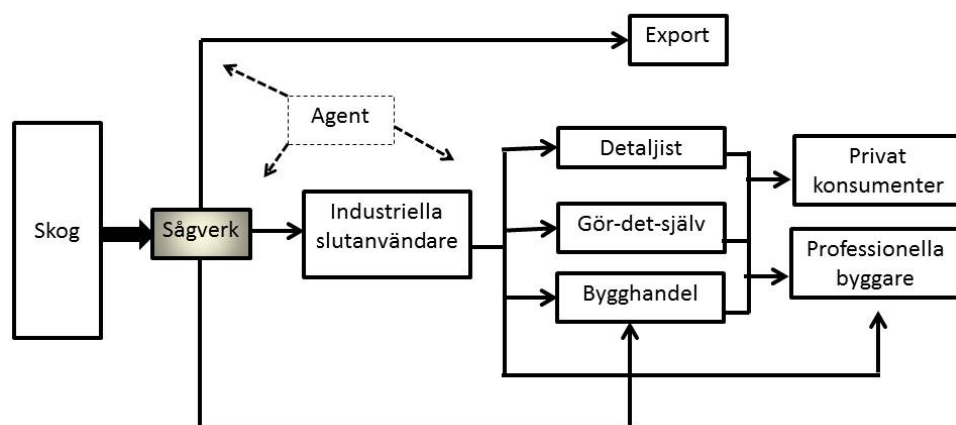 Export
Agent
Detaljist
Privat
konsumenter
Skog
Sågverk
Industriella
slutanvändare
Gör-det-själv
Professionella
byggare
Bygghandel